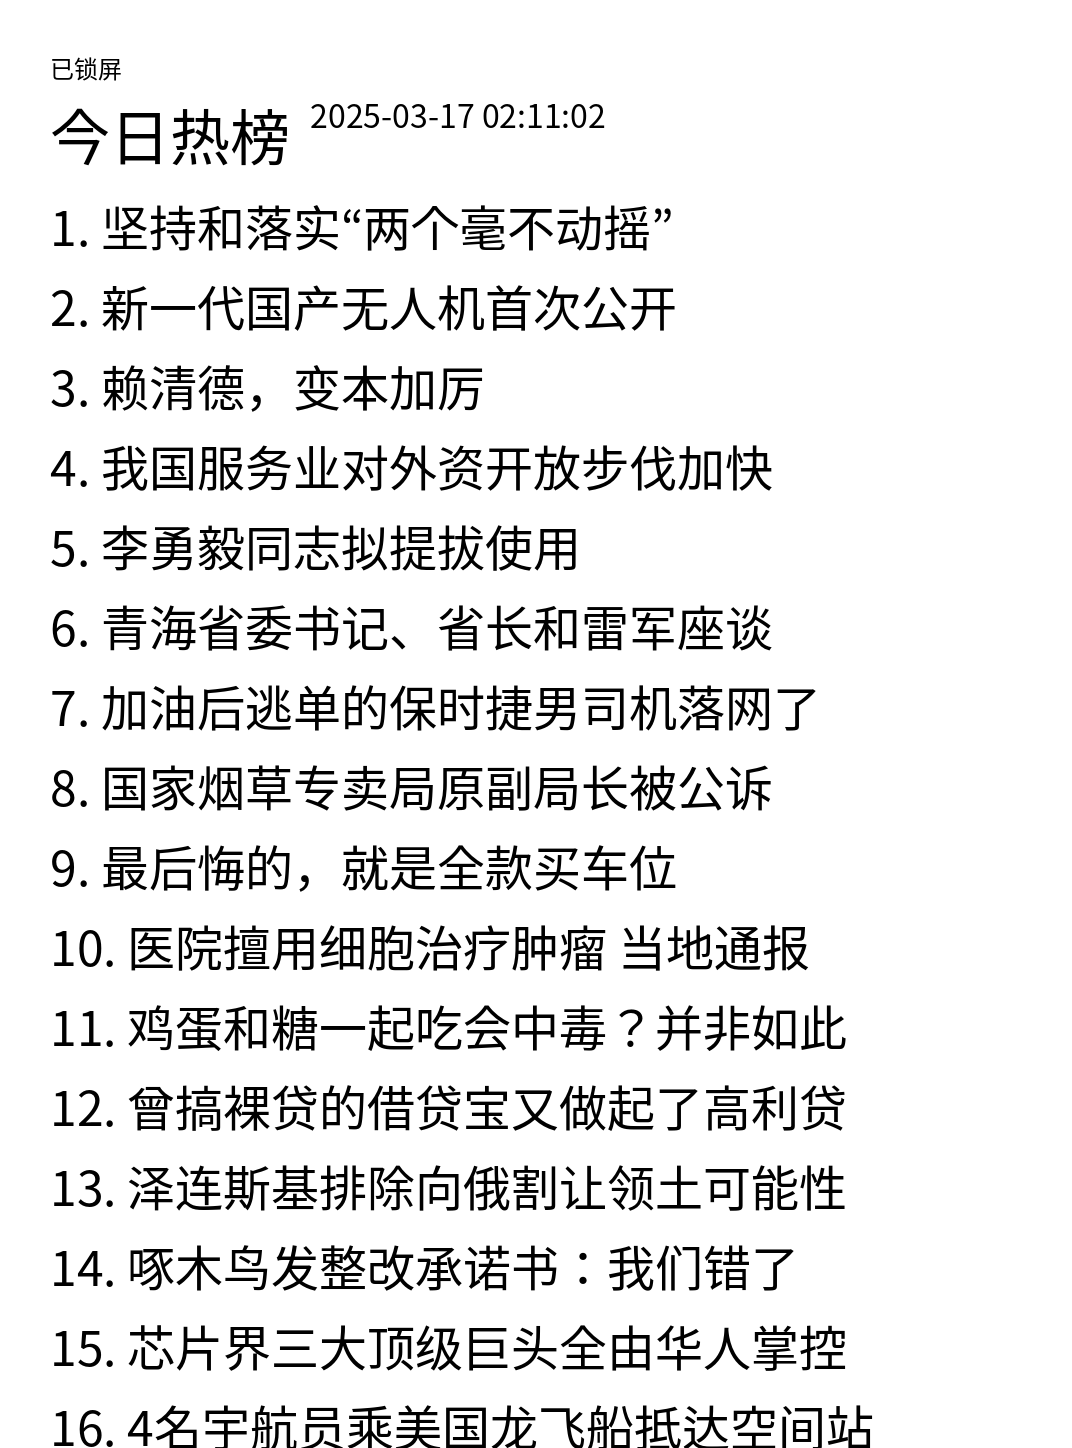 已锁屏
今日热榜 2025-03-17 02:11:02
1. 坚持和落实“两个毫不动摇”
2. 新一代国产无人机首次公开
3. 赖清德，变本加厉
4. 我国服务业对外资开放步伐加快
5. 李勇毅同志拟提拔使用
6. 青海省委书记、省长和雷军座谈
7. 加油后逃单的保时捷男司机落网了
8. 国家烟草专卖局原副局长被公诉
9. 最后悔的，就是全款买车位
10. 医院擅用细胞治疗肿瘤 当地通报
11. 鸡蛋和糖一起吃会中毒？并非如此
12. 曾搞裸贷的借贷宝又做起了高利贷
13. 泽连斯基排除向俄割让领土可能性
14. 啄木鸟发整改承诺书：我们错了
15. 芯片界三大顶级巨头全由华人掌控
16. 4名宇航员乘美国龙飞船抵达空间站